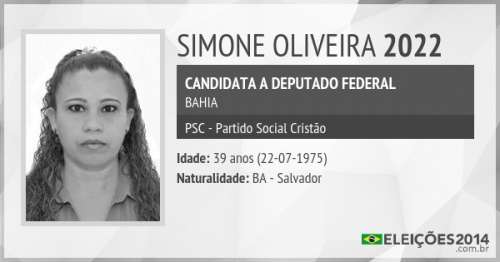 SIMONE OLIVEIRA 2022
CANDIDATA A DEPUTADO FEDERAL
BAHIA
PSC - Partido Social Cristão
Idade: 39 anos (22-07-1975)
Naturalidade: BA - Salvador
ELEIÇÕES2014
.com.br